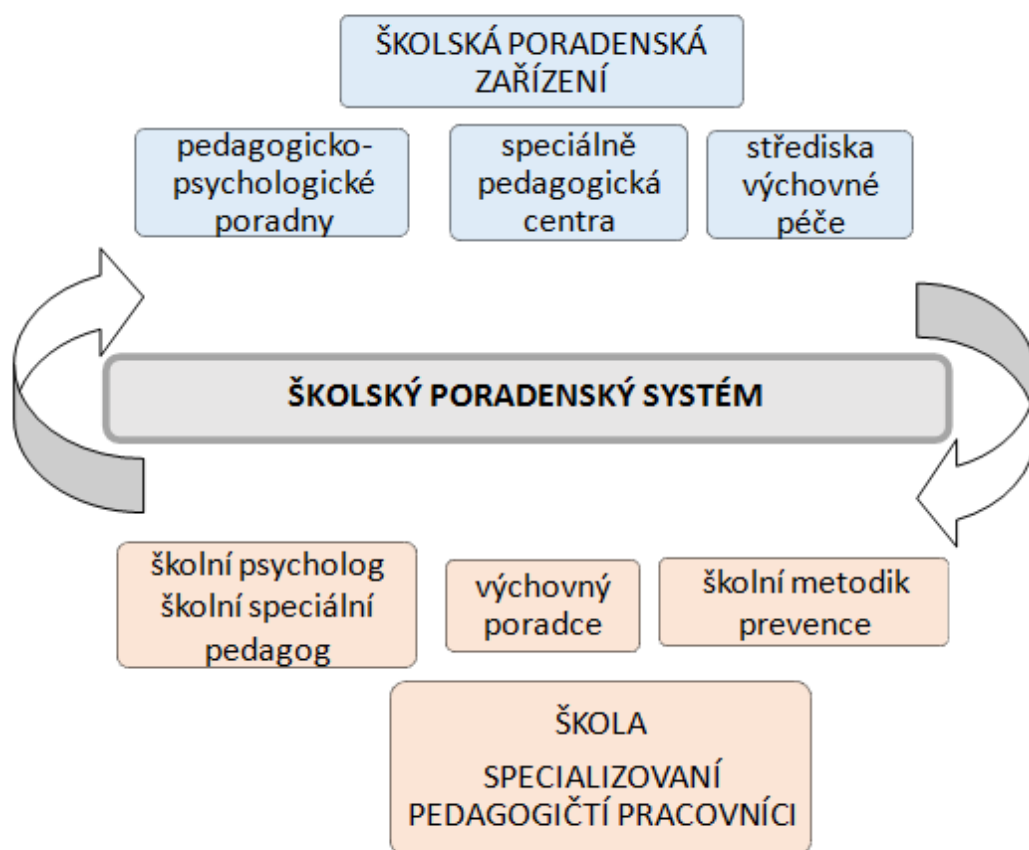 ŠKOLSKÁ PORADENSKÁ
ZAŘÍZENÍ
pedagogicko-
psychologické
poradny
speciálně
pedagogická
centra
střediska
výchovné
péče
ŠKOLSKÝ PORADENSKÝ SYSTÉM
školní psycholog
školní speciální
pedagog
výchovný
poradce
školní metodik
prevence
ŠKOLA
SPECIALIZOVANÍ
PEDAGOGIČTÍ PRACOVNÍCI